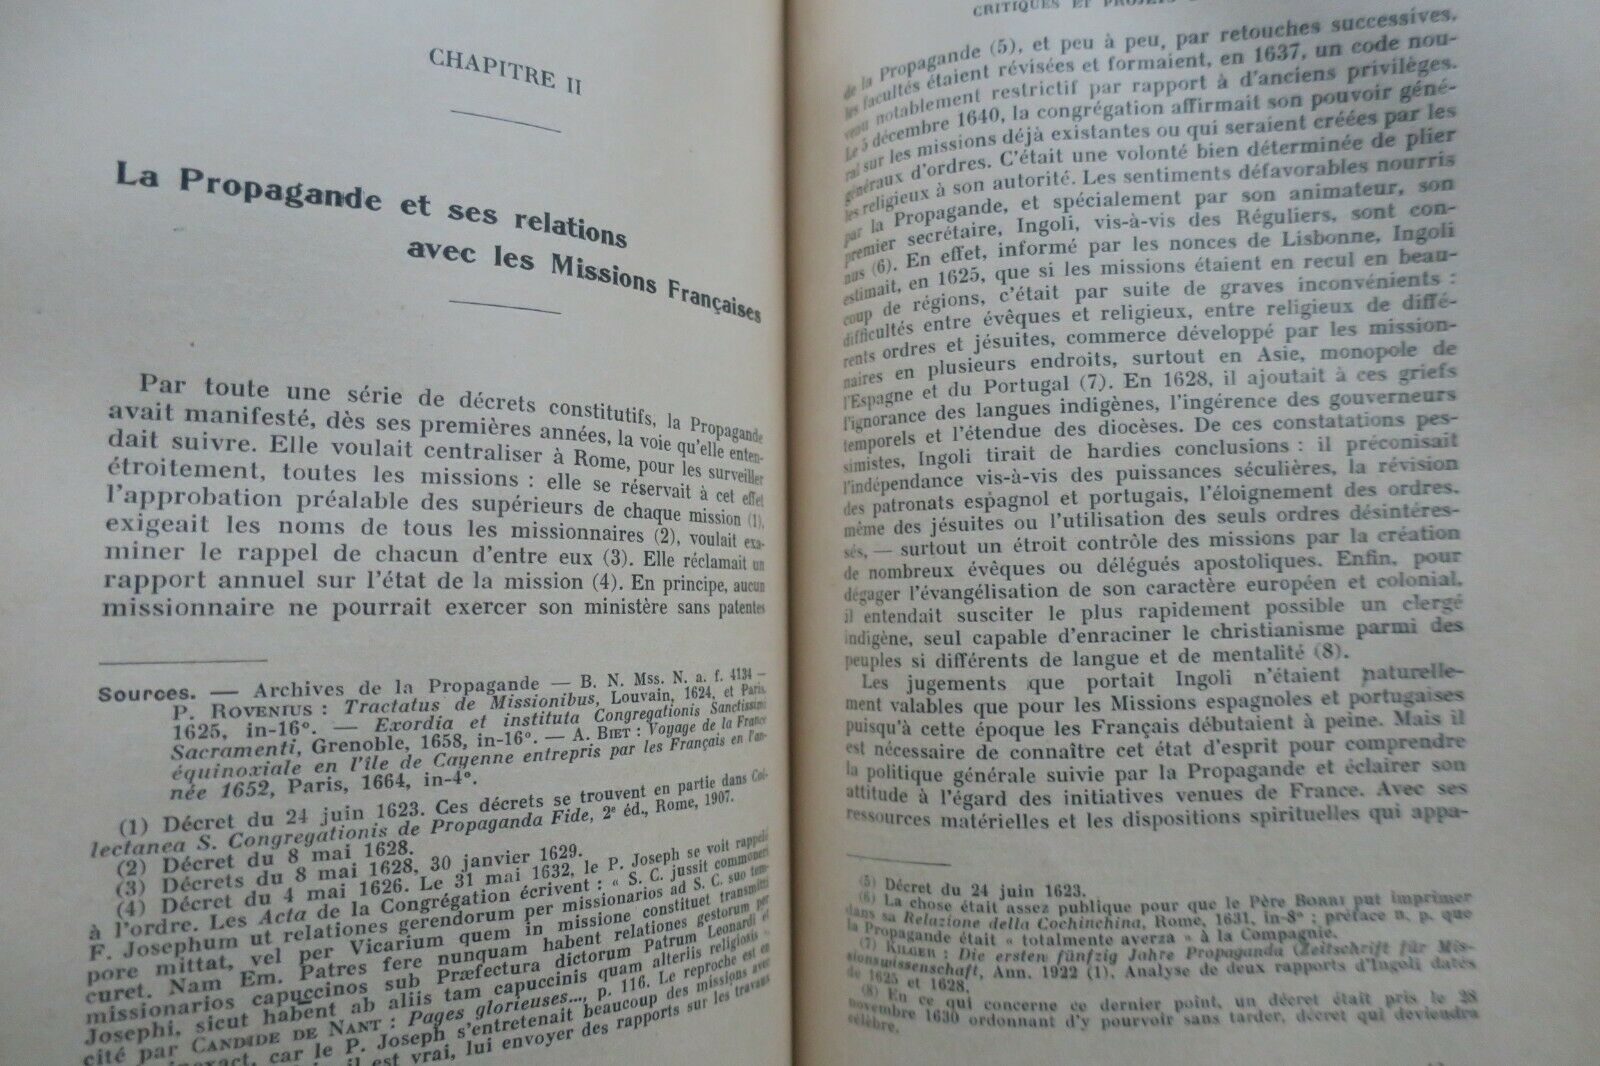 CHAPITRE II
La Propagande et ses relations
avec les Missions Françaises
Par toute une série de décrets constitutifs, la Propagande
avait manifesté, dès ses premières années, la voie qu'elle enten-
dait suivre. Elle voulait centraliser à Rome, pour les surveiller
étroitement, toutes les missions : elle se réservait à cet effet
l'approbation préalable des supérieurs de chaque mission (1),
exigeait les noms de tous les missionnaires (2), voulait exa-
miner le rappel de chacun d'entre eux (3). Elle réclamait un
rapport annuel sur l'état de la mission (4). En principe, aucun
missionnaire ne pourrait exercer son ministère sans patentes
Sources. — Archives de la Propagande — B. N. Mss. N. a. f. 4134 —
P. ROVENIUS : Tractatus de Missionibus, Louvain, 1624, et Paris,
1625, in-16°. — Exordia et instituta Congregationis Sanctissimi
Sacramenti, Grenoble, 1658, in-16°. — A. BIET : Voyage de la France
équinoxiale en l'île de Cayenne entrepris par les Français en l'an-
née 1652, Paris, 1664, in-4°.
(1) Décret du 24 juin 1623. Ces décrets se trouvent en partie dans Col-
lectanea S. Congregationis de Propaganda Fide, 2e éd., Rome, 1907.
(2) Décret du 8 mai 1628.
(3) Décrets du 8 mai 1628, 30 janvier 1629.
(4) Décret du 4 mai 1626. Le 31 mai 1632, le P. Joseph se voit rappelé
à l'ordre. Les Acta de la Congrégation écrivent : « S. C. jussit commoneri
F. Josephum ut relationes gerendorum per missionarios ad S. C. suo tem-
pore mittat, vel per Vicarium quem in missione constituet transmitti
curet. Nam Em. Patres fere nunquam habent relationes gestorum per
missionarios capuccinos sub Præfectura dictorum Patrum Leonardi et
Josephi, sicut habent ab aliis tam capuccinis quam alteriis religiosis ».
cité par CANDIDE DE NANT : Pages glorieuses..., p. 116. Le reproche est en
car le P. Joseph s'entretenait beaucoup des missions avec
est vrai, lui envoyer des rapports sur les travaux
CRITIQUES ET PROJETS
de la Propagande (5), et peu à peu, par retouches successives,
les facultés étaient révisées et formaient, en 1637, un code nou-
veau notablement restrictif par rapport à d'anciens privilèges.
Le 5 décembre 1640, la congrégation affirmait son pouvoir géné-
ral sur les missions déjà existantes ou qui seraient créées par les
généraux d'ordres. C'était une volonté bien déterminée de plier
les religieux à son autorité. Les sentiments défavorables nourris
par la Propagande, et spécialement par son animateur, son
premier secrétaire, Ingoli, vis-à-vis des Réguliers, sont con-
nus (6). En effet, informé par les nonces de Lisbonne, Ingoli
estimait, en 1625, que si les missions étaient en recul en beau-
coup de régions, c'était par suite de graves inconvénients :
difficultés entre évêques et religieux, entre religieux de diffé-
rents ordres et jésuites, commerce développé par les mission-
naires en plusieurs endroits, surtout en Asie, monopole de
l'Espagne et du Portugal (7). En 1628, il ajoutait à ces griefs
l'ignorance des langues indigènes, l'ingérence des gouverneurs
temporels et l'étendue des diocèses. De ces constatations pes-
simistes, Ingoli tirait de hardies conclusions : il préconisait
l'indépendance vis-à-vis des puissances séculières, la révision
des patronats espagnol et portugais, l'éloignement des ordres,
même des jésuites ou l'utilisation des seuls ordres désintéres-
sés, — surtout un étroit contrôle des missions par la création
de nombreux évêques ou délégués apostoliques. Enfin, pour
dégager l'évangélisation de son caractère européen et colonial,
il entendait susciter le plus rapidement possible un clergé
indigène, seul capable d'enraciner le christianisme parmi des
peuples si différents de langue et de mentalité (8).
Les jugements que portait Ingoli n'étaient naturelle-
ment valables que pour les Missions espagnoles et portugaises
puisqu'à cette époque les Français débutaient à peine. Mais il
est nécessaire de connaître cet état d'esprit pour comprendre
la politique générale suivie par la Propagande et éclairer son
attitude à l'égard des initiatives venues de France. Avec ses
ressources matérielles et les dispositions spirituelles qui appa-
(5) Décret du 24 juin 1623.
(6) La chose était assez publique pour que le Père BORRI put imprimer
dans sa Relazione della Cochinchina, Rome, 1631, in-8° ; préface n. p. que
la Propagande était « totalmente averza » à la Compagnie.
(7) KILGER : Die ersten fünfzig Jahre Propaganda (Zeitschrift für Mis-
sionswissenschaft, Ann. 1922 (1). Analyse de deux rapports d'Ingoli datés
de 1625 et 1628.
(8) En ce qui concerne ce dernier point, un décret était pris le 28
novembre 1630 ordonnant d'y pourvoir sans tarder, décret qui deviendra
célèbre.